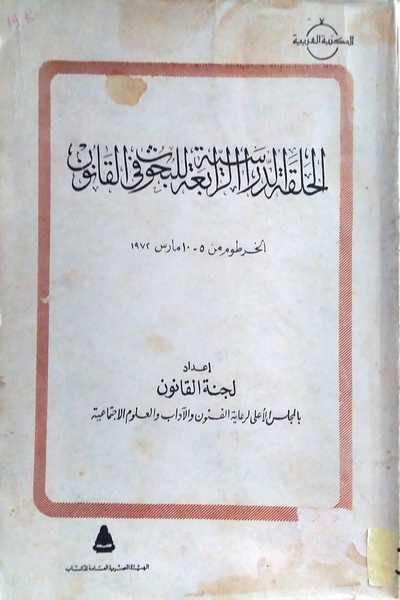 المكتبة العربية
الحلقة الدراسية الرابعة للبحوث في القانون
الخرطوم من ٥ - ١٠ مارس ١٩٧٢
إعداد
لجنة القانون
بالمجلس الأعلى لرعاية الفنون والآداب والعلوم الاجتماعية
الهيئة المصرية العامة للكتاب